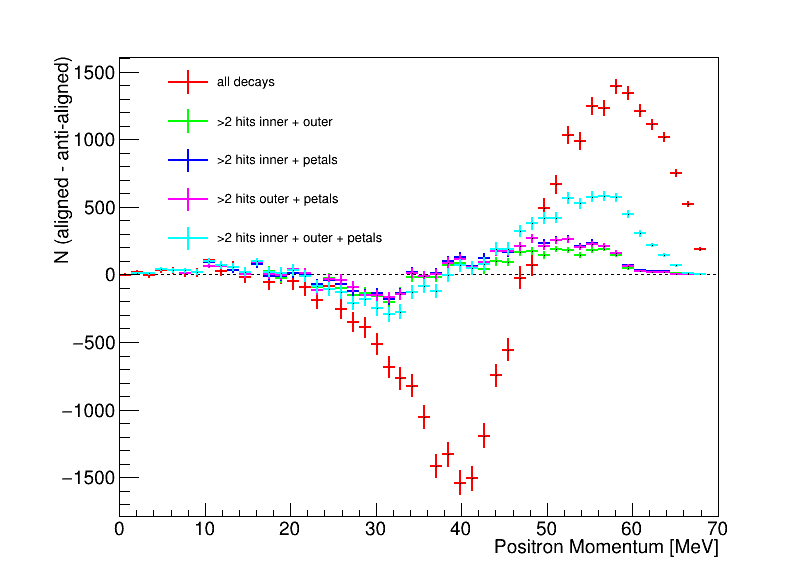 N (aligned - anti-aligned)
1500
1000
500
0
−500
−1000
−1500
all decays
>2 hits inner + outer
>2 hits inner + petals
>2 hits outer + petals
>2 hits inner + outer + petals
0 10 20 30 40 50 60 70
Positron Momentum [MeV]